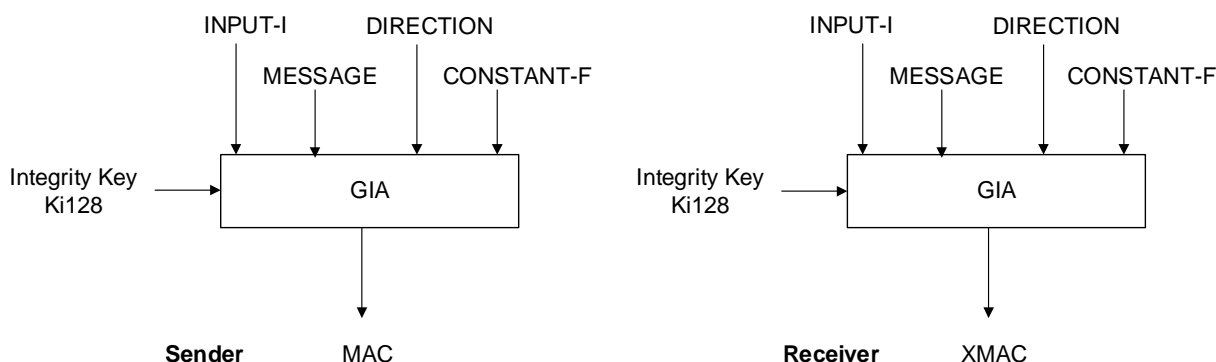 INPUT-I DIRECTION
MESSAGE CONSTANT-F
Integrity Key
Ki128
GIA
Sender MAC
INPUT-I DIRECTION
MESSAGE CONSTANT-F
Integrity Key
Ki128
GIA
Receiver XMAC